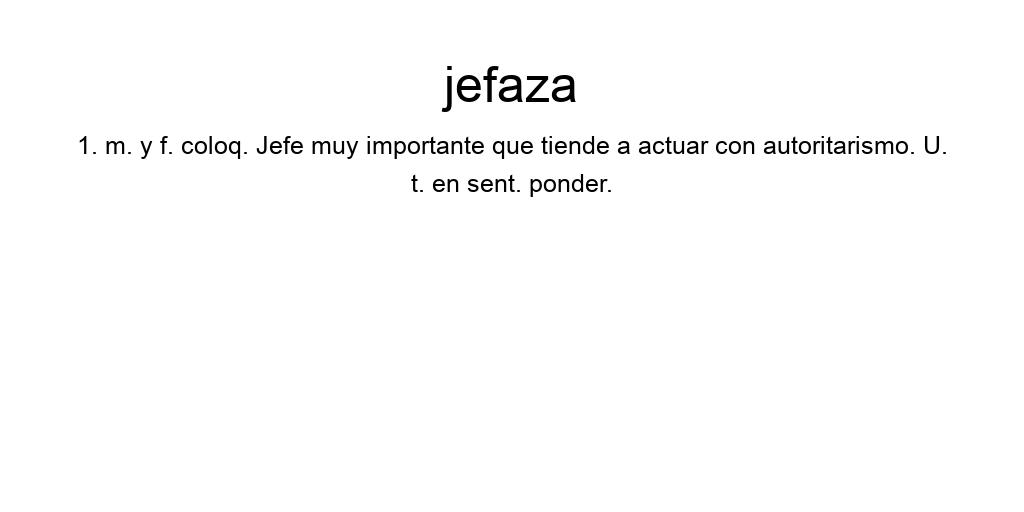 jefaza
1. m. y f. coloq. Jefe muy importante que tiende a actuar con autoritarismo. U.
t. en sent. ponder.